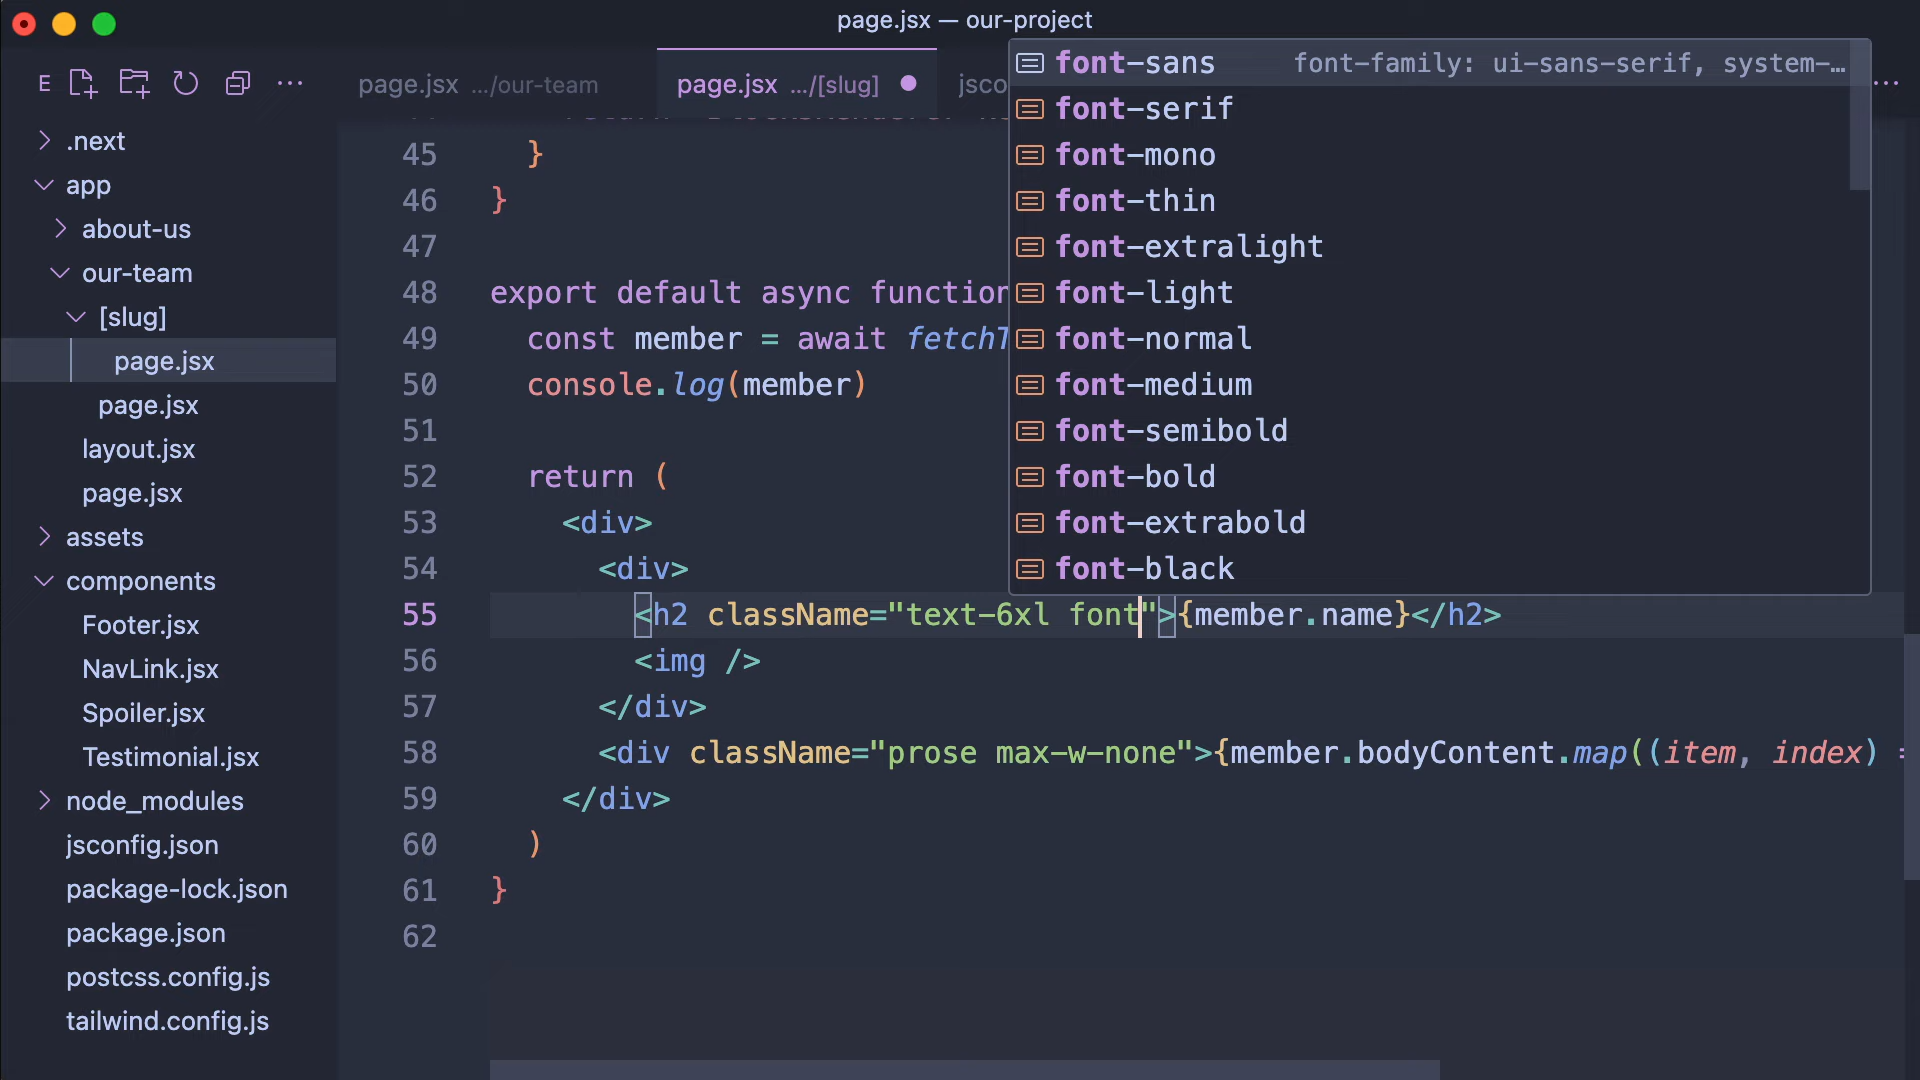 page.jsx — our-project
E
page.jsx .../our-team
page.jsx .../[slug]
jsco
.next
app
about-us
our-team
[slug]
page.jsx
page.jsx
layout.jsx
page.jsx
assets
components
Footer.jsx
NavLink.jsx
Spoiler.jsx
Testimonial.jsx
node_modules
jsconfig.json
package-lock.json
package.json
postcss.config.js
tailwind.config.js
45 }
46 }
47
48 export default async function
49 const member = await fetchT
50 console.log(member)
51
52 return (
53 <div>
54 <div>
55 <h2 className="text-6xl font">{member.name}</h2>
56 <img />
57 </div>
58 <div className="prose max-w-none">{member.bodyContent.map((item, index) =
59 </div>
60 )
61 }
62
font-sans font-family: ui-sans-serif, system-…
font-serif
font-mono
font-thin
font-extralight
font-light
font-normal
font-medium
font-semibold
font-bold
font-extrabold
font-black